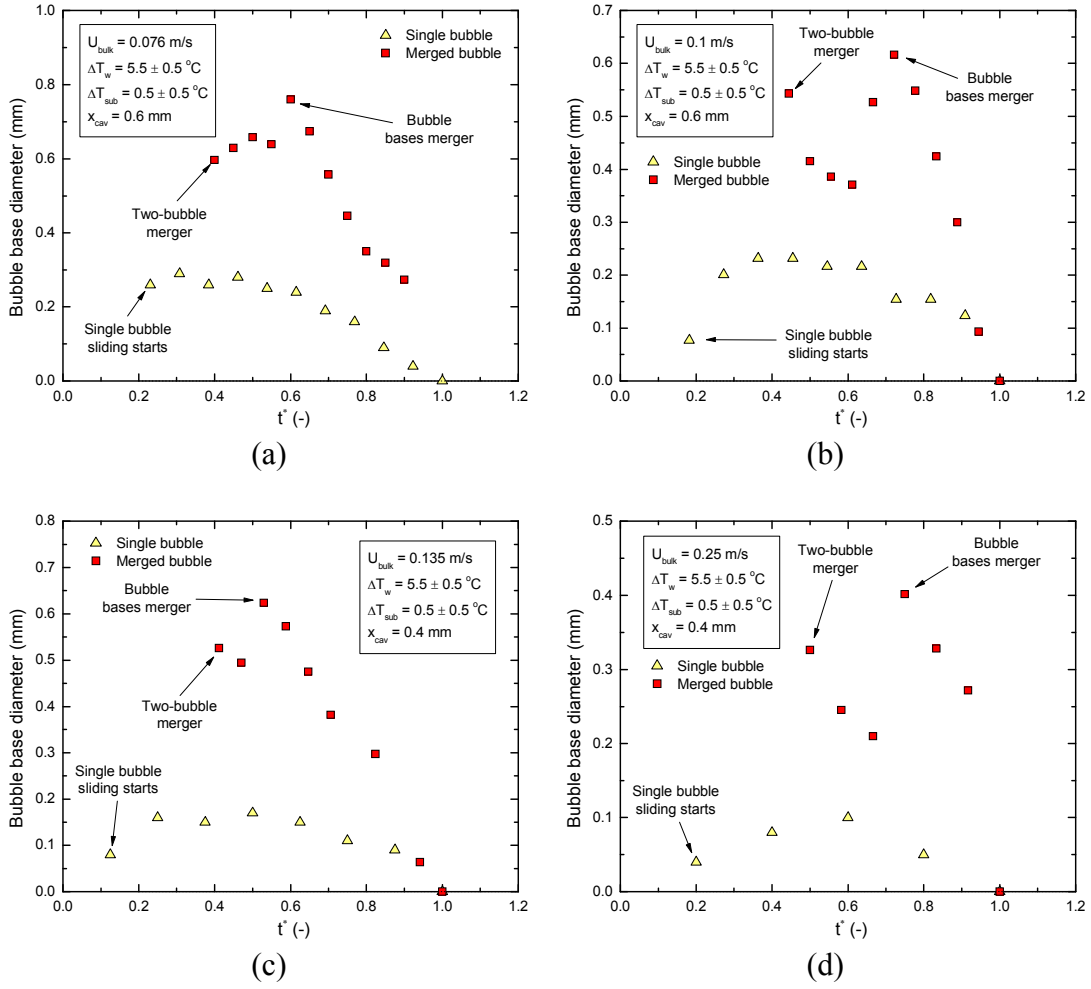 U_bulk = 0.076 m/s
ΔT_w = 5.5 ± 0.5 °C
ΔT_sub = 0.5 ± 0.5 °C
x_cav = 0.6 mm
Single bubble
Merged bubble
Bubble
bases merger
Two-bubble
merger
Single bubble
sliding starts
Bubble base diameter (mm)
1.0
0.8
0.6
0.4
0.2
0.0
0.0 0.2 0.4 0.6 0.8 1.0 1.2
t* (-)
(a)
U_bulk = 0.1 m/s
ΔT_w = 5.5 ± 0.5 °C
ΔT_sub = 0.5 ± 0.5 °C
x_cav = 0.6 mm
Two-bubble
merger
Bubble
bases merger
Single bubble
Merged bubble
Single bubble
sliding starts
Bubble base diameter (mm)
0.7
0.6
0.5
0.4
0.3
0.2
0.1
0.0
0.0 0.2 0.4 0.6 0.8 1.0 1.2
t* (-)
(b)
Single bubble
Merged bubble
U_bulk = 0.135 m/s
ΔT_w = 5.5 ± 0.5 °C
ΔT_sub = 0.5 ± 0.5 °C
x_cav = 0.4 mm
Bubble
bases merger
Two-bubble
merger
Single bubble
sliding starts
Bubble base diameter (mm)
0.8
0.7
0.6
0.5
0.4
0.3
0.2
0.1
0.0
0.0 0.2 0.4 0.6 0.8 1.0 1.2
t* (-)
(c)
U_bulk = 0.25 m/s
ΔT_w = 5.5 ± 0.5 °C
ΔT_sub = 0.5 ± 0.5 °C
x_cav = 0.4 mm
Two-bubble
merger
Bubble
bases merger
Single bubble
Merged bubble
Single bubble
sliding starts
Bubble base diameter (mm)
0.5
0.4
0.3
0.2
0.1
0.0
0.0 0.2 0.4 0.6 0.8 1.0 1.2
t* (-)
(d)